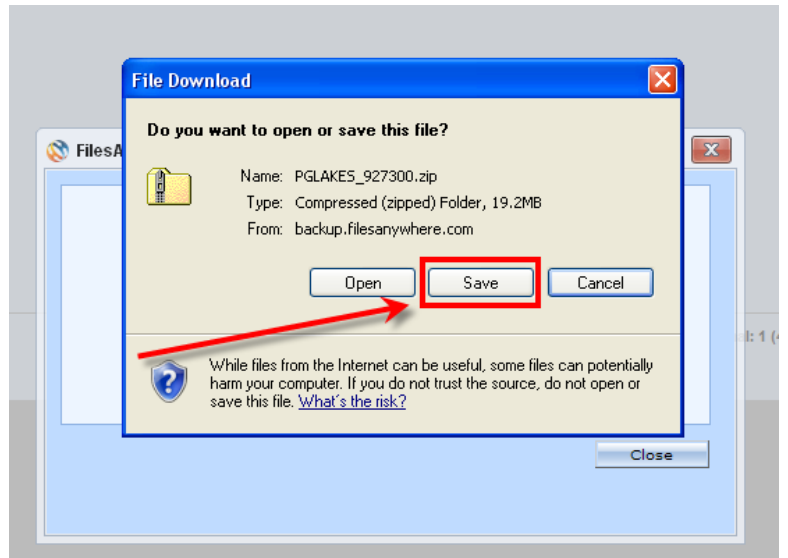 File Download
Do you want to open or save this file?
FilesA
Name: PGLAKES_927300.zip
Type: Compressed (zipped) Folder, 19.2MB
From: backup.filesanywhere.com
Open Save Cancel
While files from the Internet can be useful, some files can potentially
harm your computer. If you do not trust the source, do not open or
save this file. What's the risk?
l: 1 (
Close